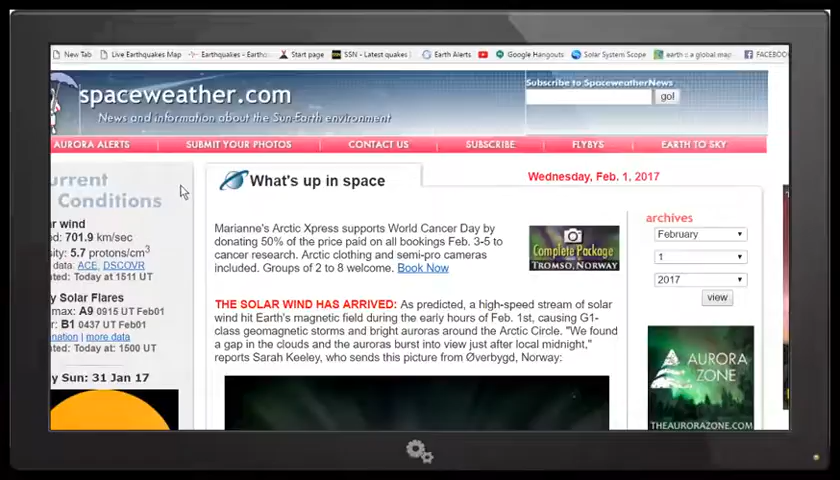 New Tab
Live Earthquakes Map
Earthquakes - Eartho
Start page
SSN - Latest quakes
Earth Alerts
Google Hangouts
Solar System Scope
earth :: a global map
FACEBOO
spaceweather.com
News and information about the Sun-Earth environment
Subscribe to SpaceweatherNews
go!
AURORA ALERTS
SUBMIT YOUR PHOTOS
CONTACT US
SUBSCRIBE
FLYBYS
EARTH TO SKY
urrent
Conditions
ar wind
ed: 701.9 km/sec
sity: 5.7 protons/cm3
data: ACE, DSCOVR
ated: Today at 1511 UT
y Solar Flares
max: A9 0915 UT Feb01
r: B1 0437 UT Feb01
nation | more data
ated: Today at: 1500 UT
y Sun: 31 Jan 17
What's up in space
Wednesday, Feb. 1, 2017
Marianne's Arctic Xpress supports World Cancer Day by
donating 50% of the price paid on all bookings Feb. 3-5 to
cancer research. Arctic clothing and semi-pro cameras
included. Groups of 2 to 8 welcome. Book Now
Complete Package
TROMSO, NORWAY
THE SOLAR WIND HAS ARRIVED: As predicted, a high-speed stream of solar
wind hit Earth's magnetic field during the early hours of Feb. 1st, causing G1-
class geomagnetic storms and bright auroras around the Arctic Circle. "We found
a gap in the clouds and the auroras burst into view just after local midnight,"
reports Sarah Keeley, who sends this picture from Øverbygd, Norway:
archives
February
1
2017
view
AURORA
ZONE
THEAURORAZONE.COM